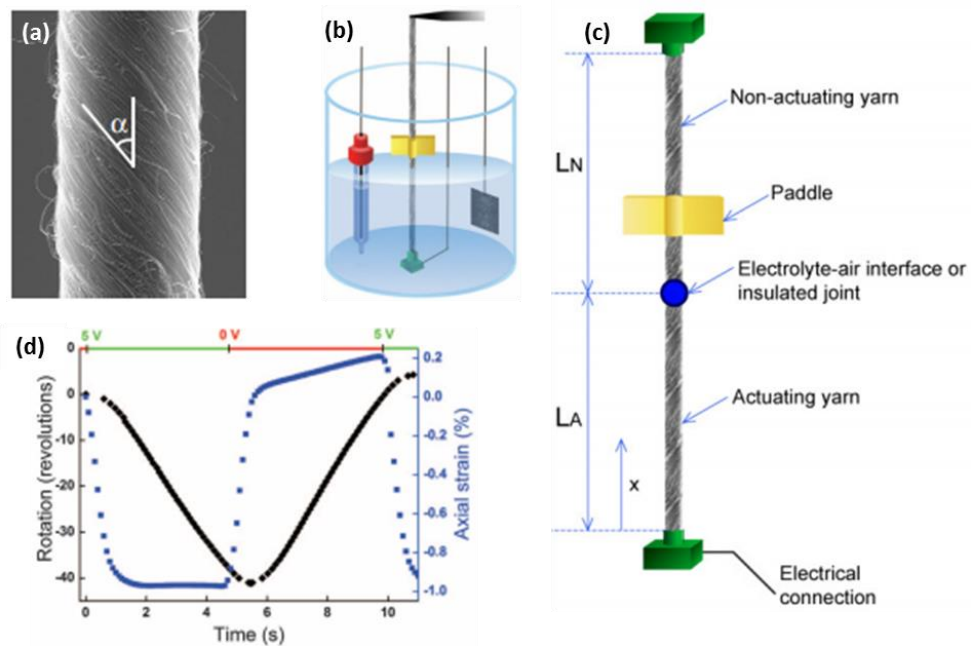 (a)
α
(b)
(c)
Non-actuating yarn
LN
Paddle
Electrolyte-air interface or
insulated joint
LA
Actuating yarn
x
Electrical
connection
(d)
5 V
0 V
5 V
Rotation (revolutions)
0
-10
-20
-30
-40
0.2
0.0
-0.2
-0.4
-0.6
-0.8
-1.0
Axial strain (%)
0 2 4 6 8 10
Time (s)